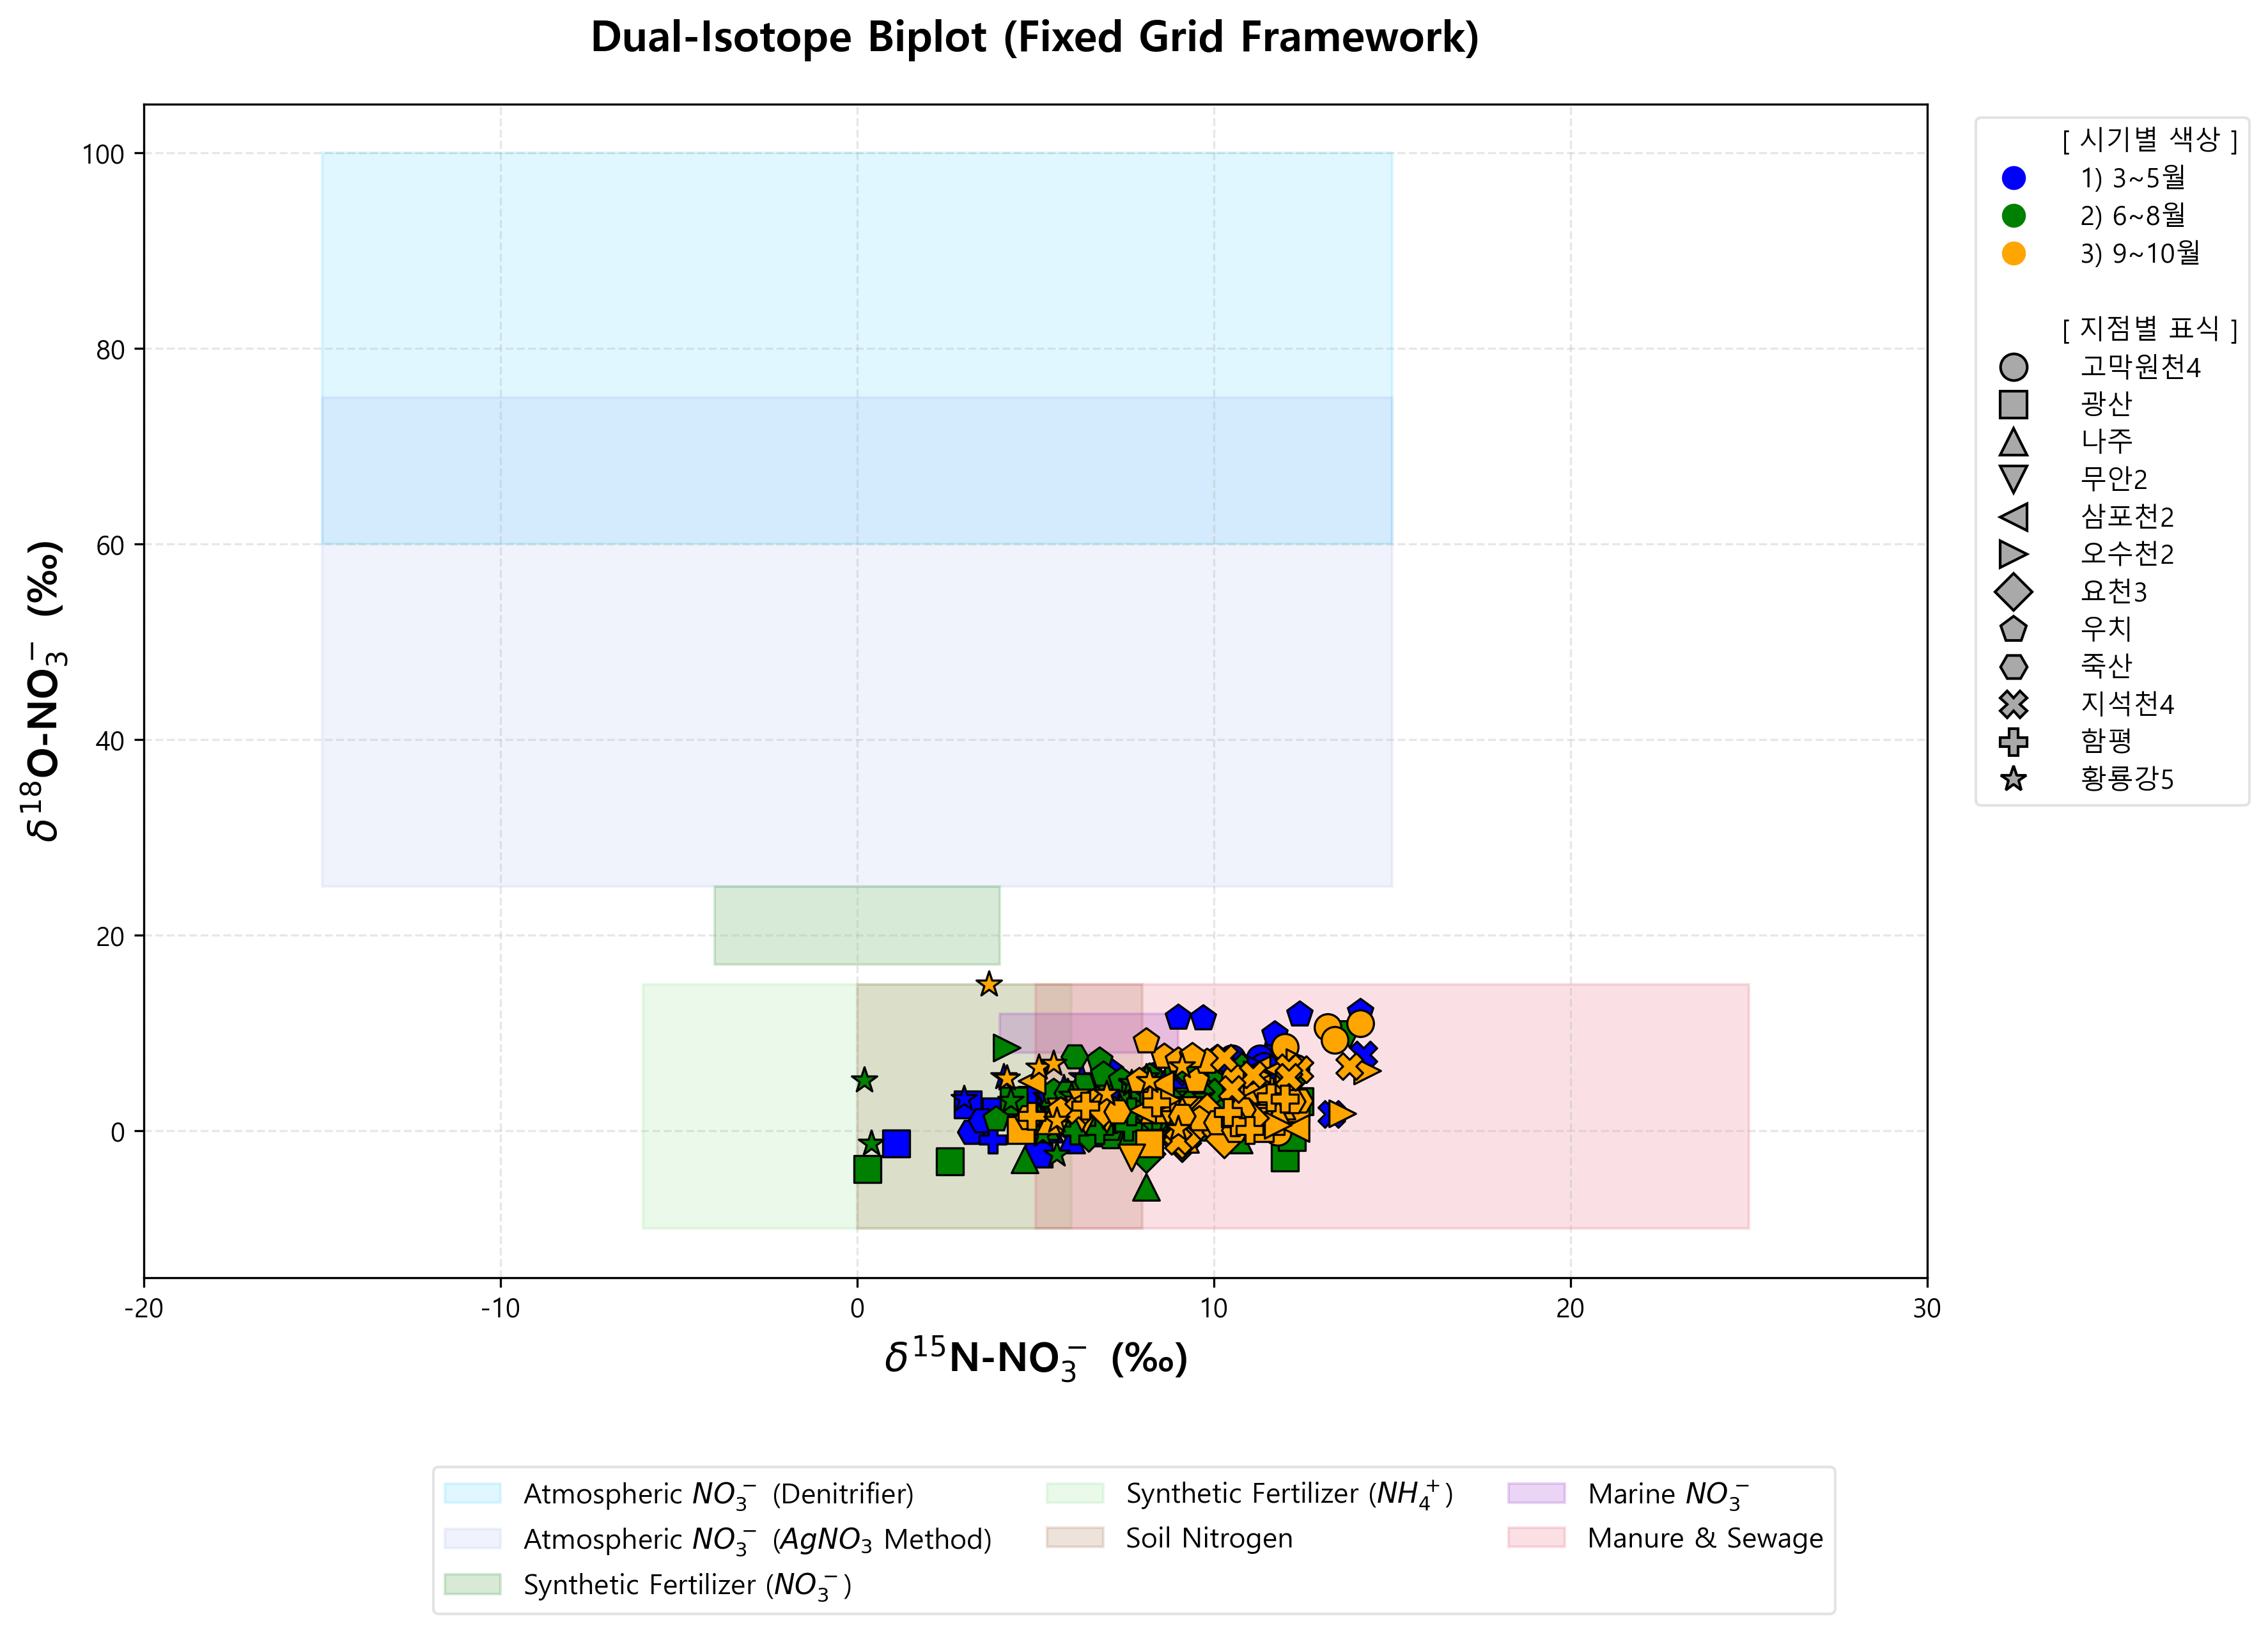 Dual-Isotope Biplot (Fixed Grid Framework)
δ¹⁸O-NO₃⁻ (‰)
100
80
60
40
20
0
-20
-10
0
10
20
30
δ¹⁵N-NO₃⁻ (‰)
[ 시기별 색상 ]
1) 3~5월
2) 6~8월
3) 9~10월
[ 지점별 표식 ]
고막원천4
광산
나주
무안2
삼포천2
오수천2
요천3
우치
죽산
지석천4
함평
황룡강5
Atmospheric NO₃⁻ (Denitrifier)
Atmospheric NO₃⁻ (AgNO₃ Method)
Synthetic Fertilizer (NO₃⁻)
Synthetic Fertilizer (NH₄⁺)
Soil Nitrogen
Marine NO₃⁻
Manure & Sewage